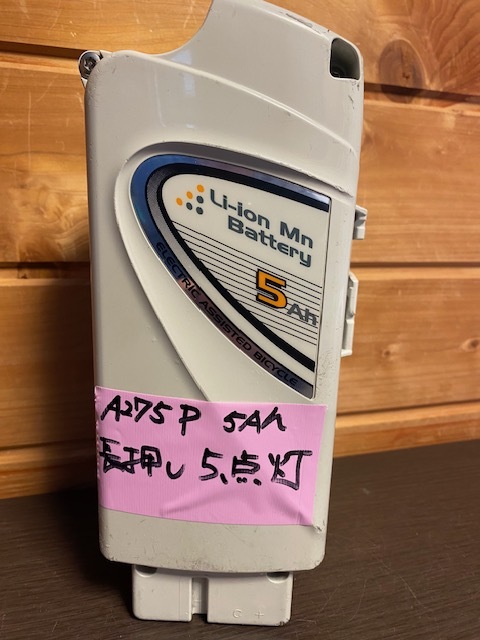 Li-ion Mn
Battery
5Ah
ELECTRIC ASSISTED BICYCLE
A275P 5Ah
長押し 5、点灯